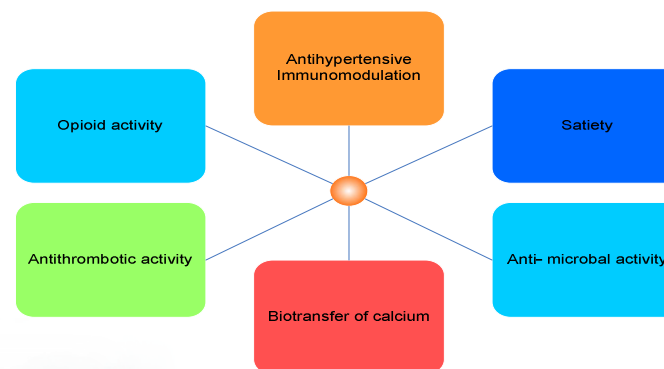 Antihypertensive
Immunomodulation
Opioid activity
Satiety
Antithrombotic activity
Anti- microbal activity
Biotransfer of calcium